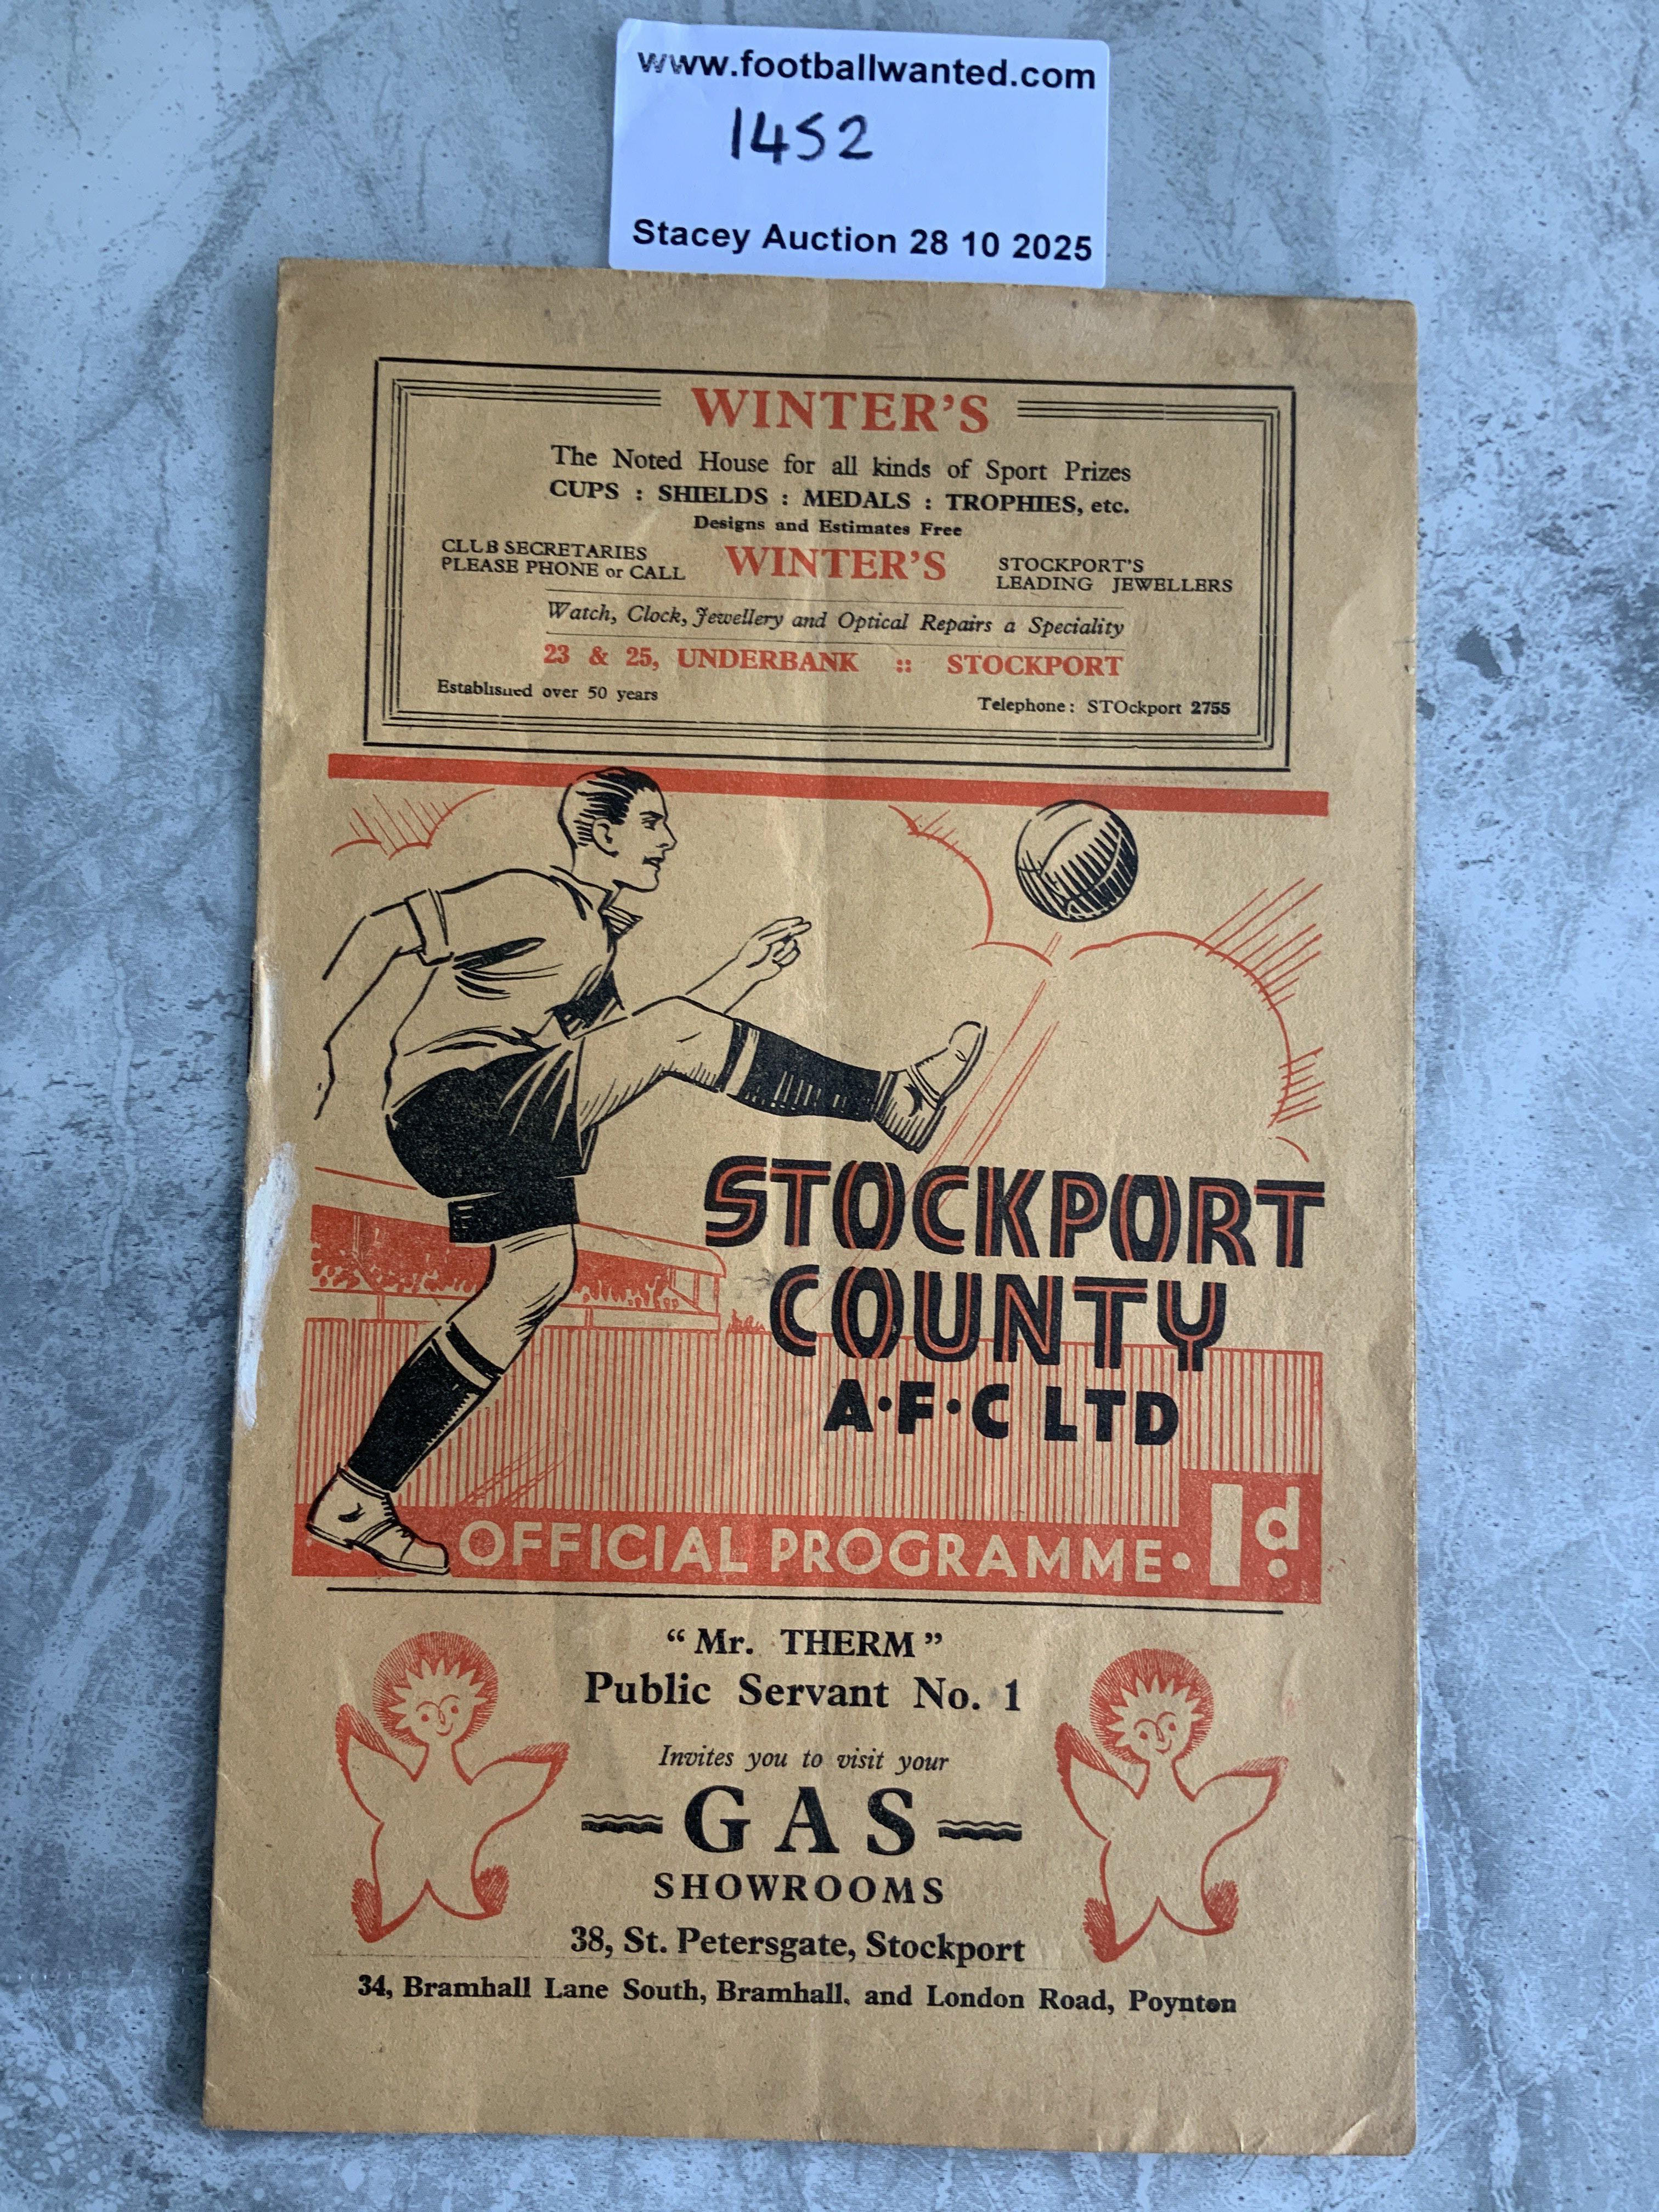 www.footballwanted.com
1452
Stacey Auction 28 10 2025
WINTER'S
The Noted House for all kinds of Sport Prizes
CUPS : SHIELDS : MEDALS : TROPHIES, etc.
Designs and Estimates Free
CLUB SECRETARIES
PLEASE PHONE or CALL
WINTER'S
STOCKPORT'S
LEADING JEWELLERS
Watch, Clock, Jewellery and Optical Repairs a Speciality
23 & 25, UNDERBANK :: STOCKPORT
Established over 50 years
Telephone: STOckport 2755
STOCKPORT
COUNTY
A·F·C LTD
OFFICIAL PROGRAMME · 1d.
"Mr. THERM"
Public Servant No. 1
Invites you to visit your
GAS
SHOWROOMS
38, St. Petersgate, Stockport
34, Bramhall Lane South, Bramhall, and London Road, Poynton